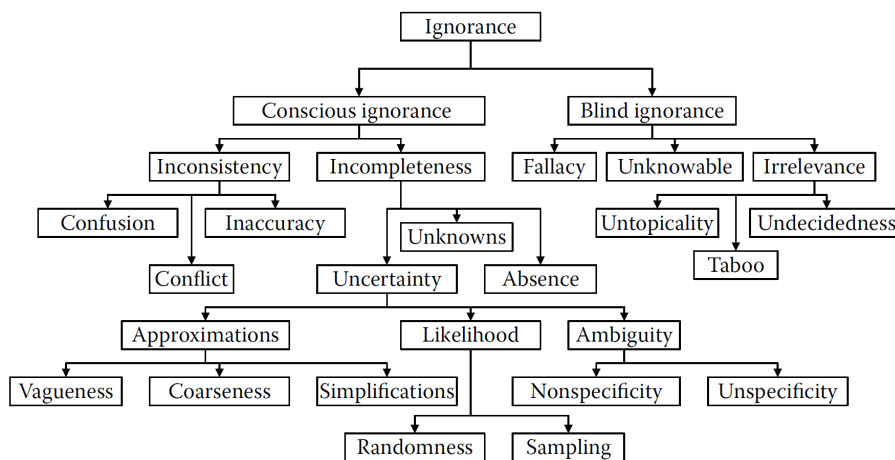 Ignorance
Conscious ignorance
Blind ignorance
Inconsistency
Incompleteness
Fallacy
Unknowable
Irrelevance
Confusion
Inaccuracy
Unknowns
Untopicality
Undecidedness
Conflict
Uncertainty
Absence
Taboo
Approximations
Likelihood
Ambiguity
Vagueness
Coarseness
Simplifications
Nonspecificity
Unspecificity
Randomness
Sampling